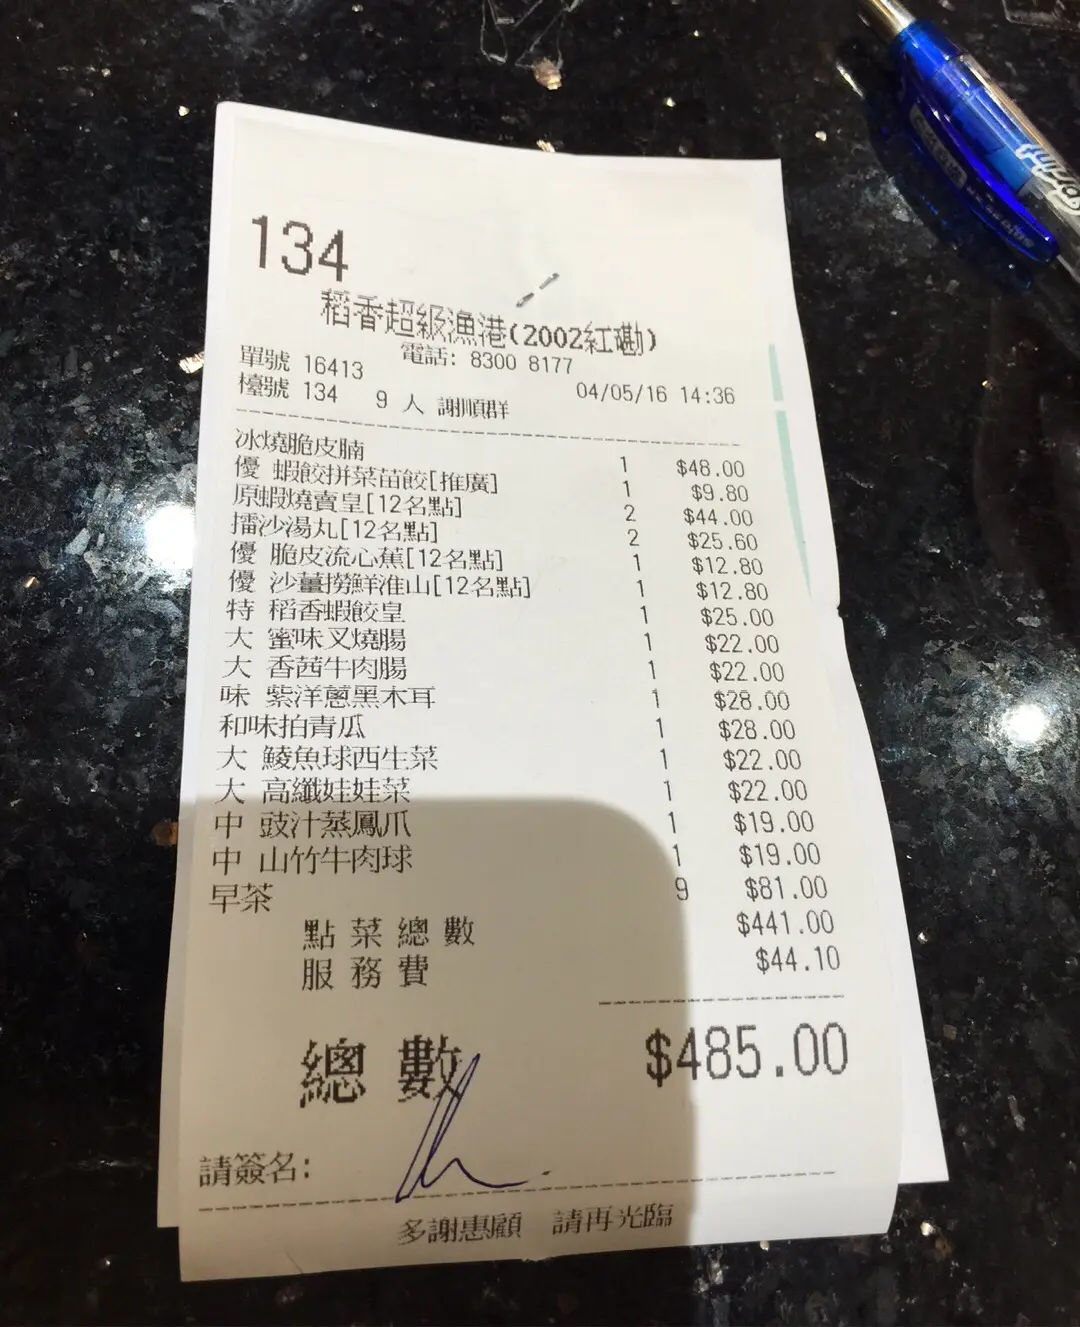 134
稻香超級漁港(2002紅磡)
電話: 8300 8177
單號 16413
04/05/16 14:36
檯號 134 9 人 謝順群
冰燒脆皮腩 1 $48.00
優 蝦餃拼菜苗餃[推廣] 1 $9.80
原蝦燒賣皇[12名點] 2 $44.00
擂沙湯丸[12名點] 2 $25.60
優 脆皮流心蕉[12名點] 1 $12.80
優 沙薑撈鮮淮山[12名點] 1 $12.80
特 稻香蝦餃皇 1 $25.00
大 蜜味叉燒腸 1 $22.00
大 香茜牛肉腸 1 $22.00
味 紫洋蔥黑木耳 1 $28.00
和味拍青瓜 1 $28.00
大 鯪魚球西生菜 1 $22.00
大 高纖娃娃菜 1 $22.00
中 豉汁蒸鳳爪 1 $19.00
中 山竹牛肉球 1 $19.00
早茶 9 $81.00
點菜總數 $441.00
服務費 $44.10
總數 $485.00
請簽名:
多謝惠顧 請再光臨